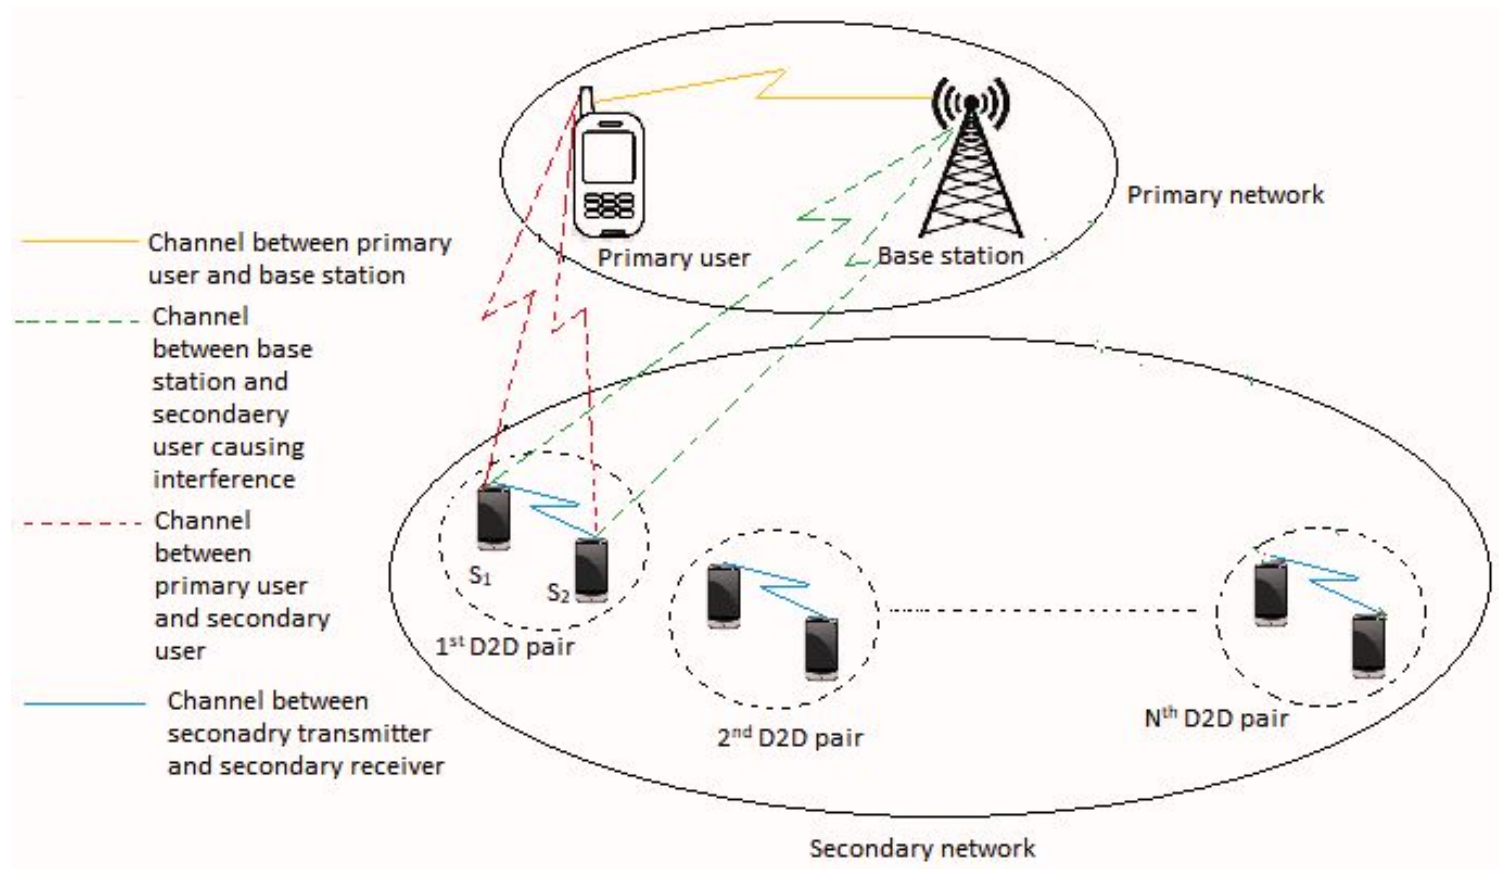 Primary network
Primary user
Base station
Channel between primary
user and base station
Channel
between base
station and
secondaery
user causing
interference
Channel
between
primary user
and secondary
user
Channel between
seconadry transmitter
and secondary receiver
S1
S2
1st D2D pair
2nd D2D pair
Nth D2D pair
Secondary network